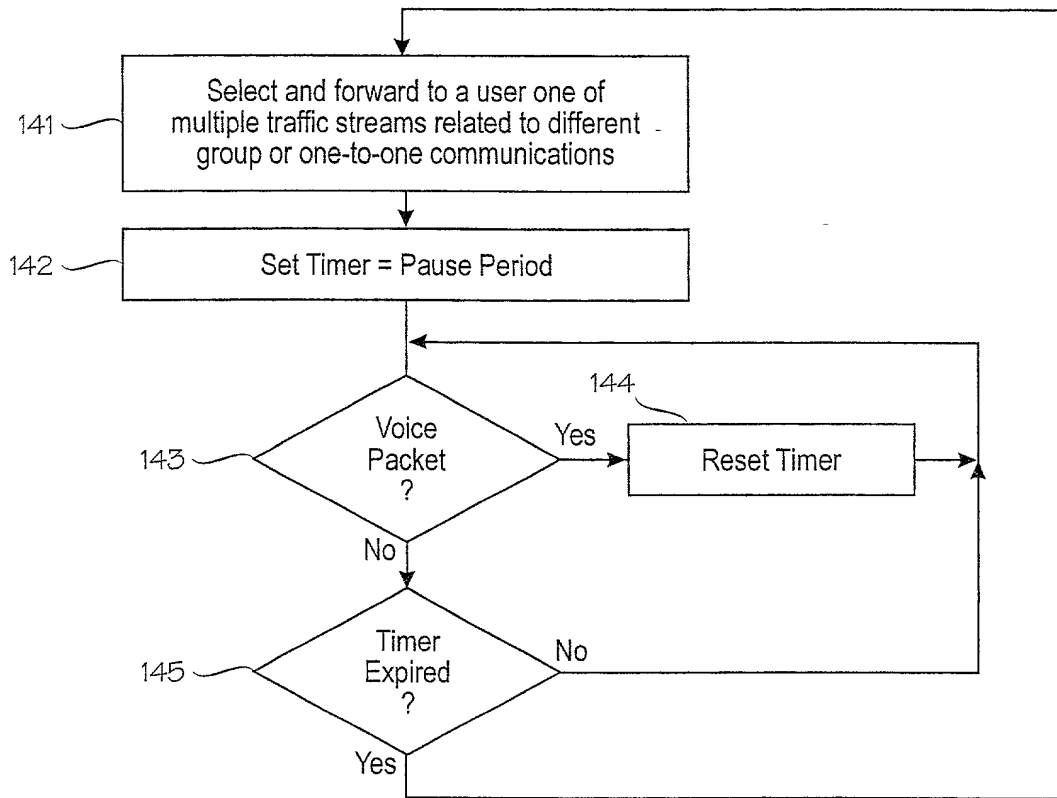 141
Select and forward to a user one of
multiple traffic streams related to different
group or one-to-one communications
142
Set Timer = Pause Period
143
Voice
Packet
?
Yes
144
Reset Timer
No
145
Timer
Expired
?
No
Yes